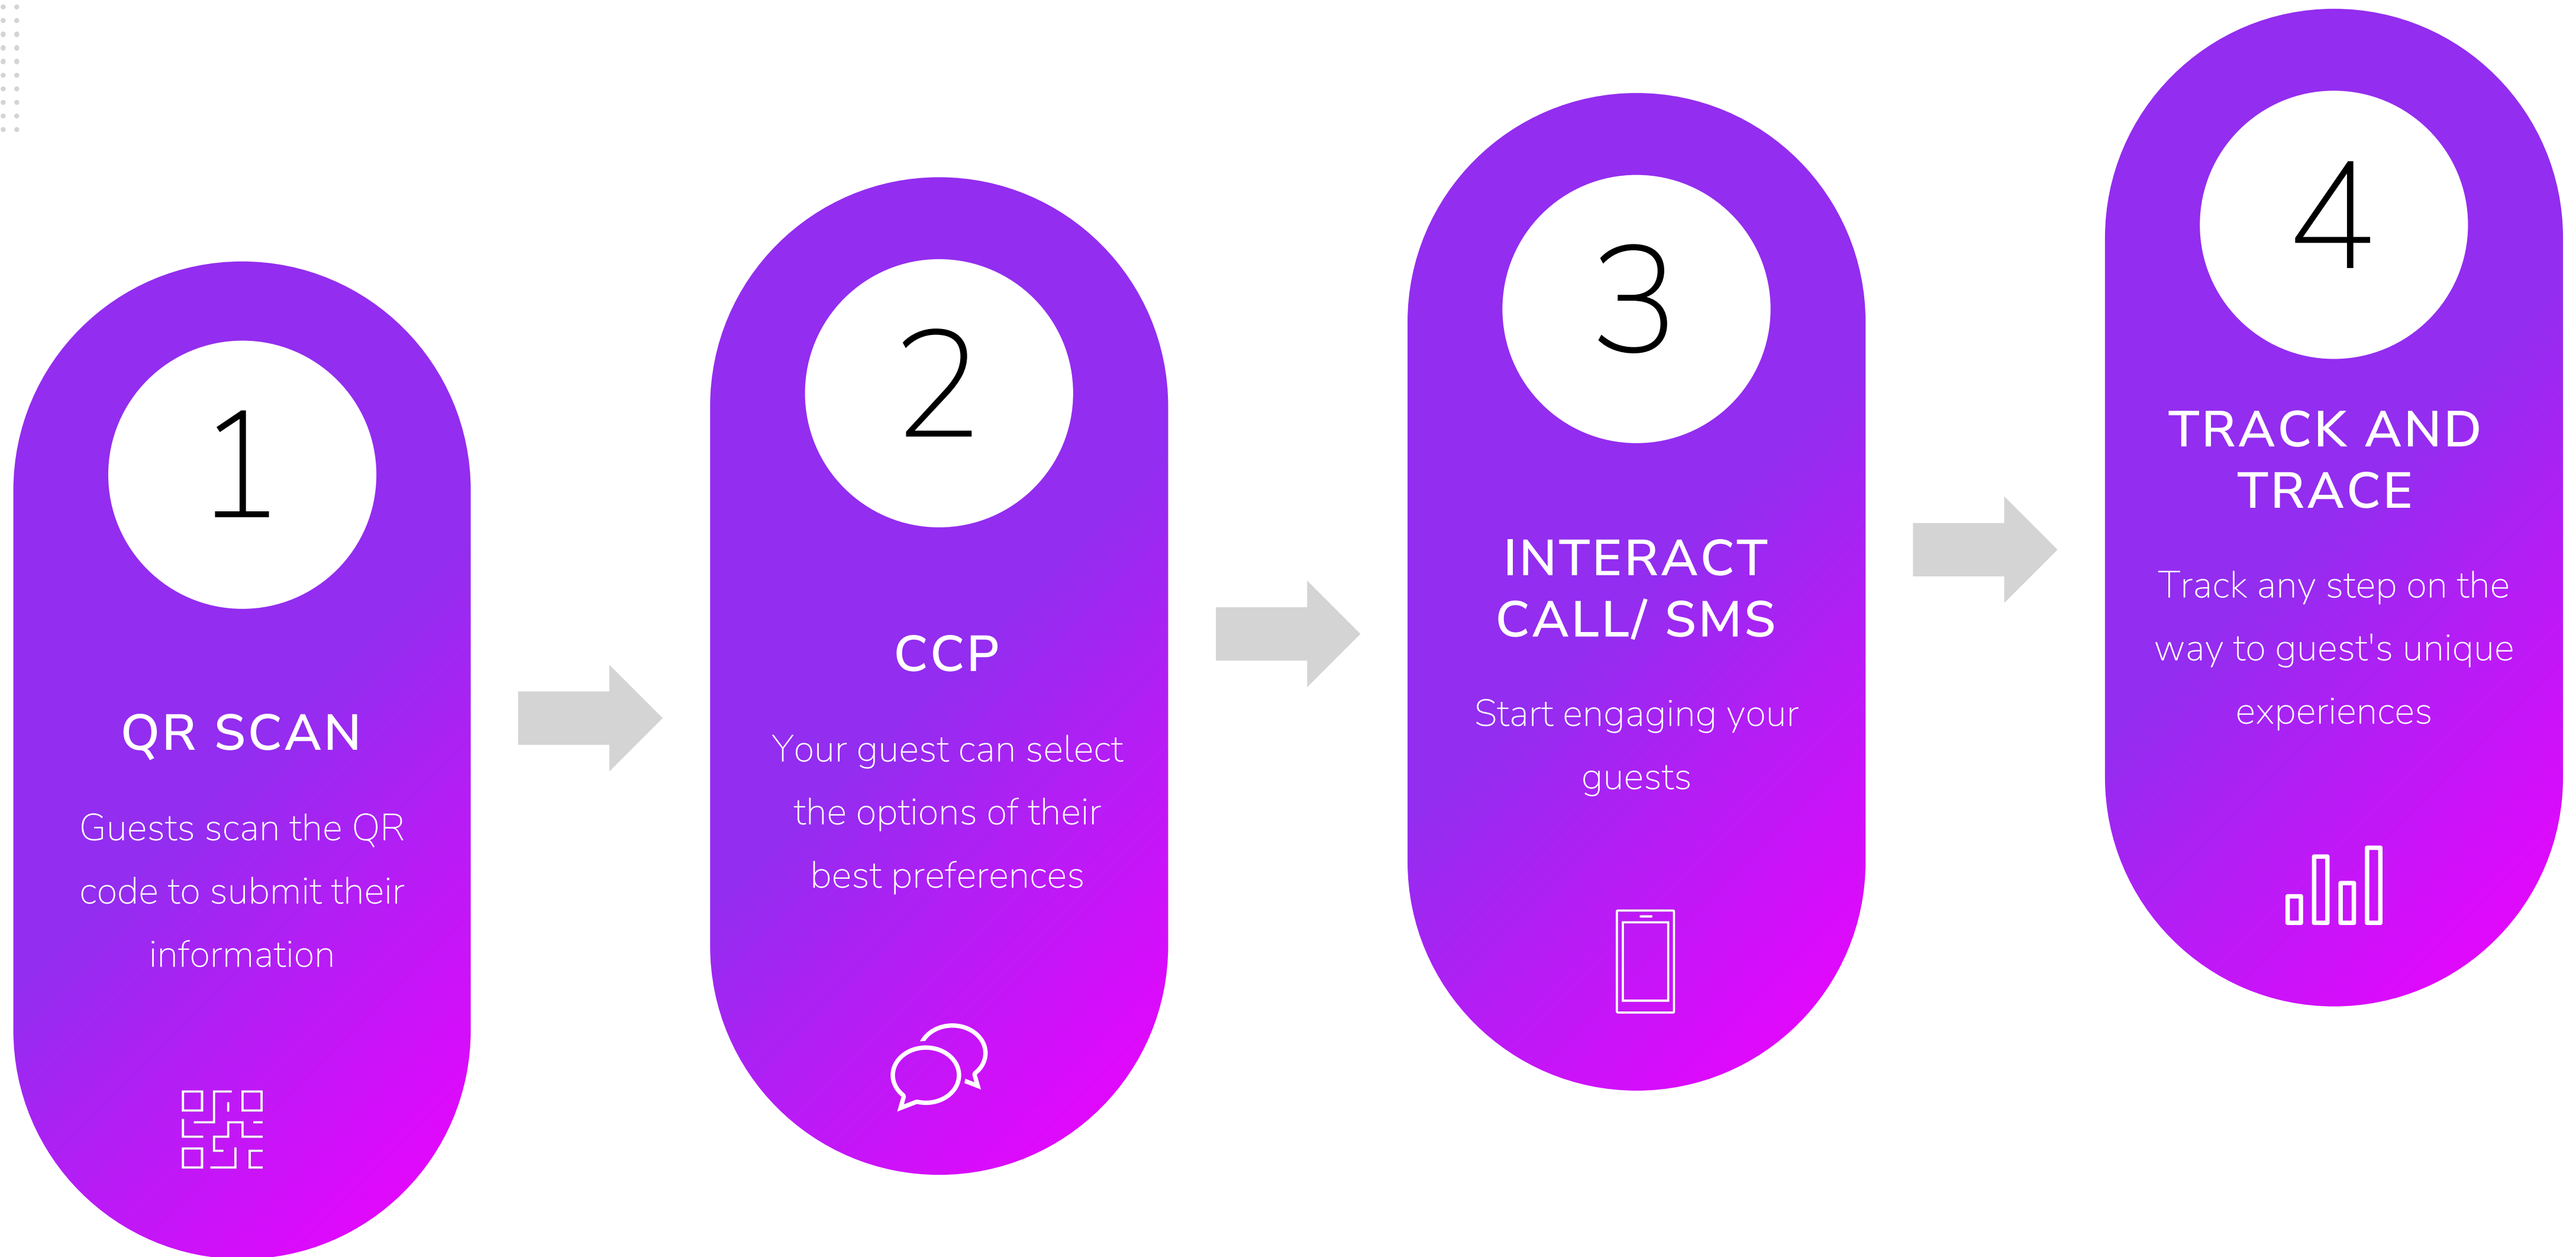 1
QR SCAN
Guests scan the QR
code to submit their
information
2
CCP
Your guest can select
the options of their
best preferences
3
INTERACT
CALL/ SMS
Start engaging your
guests
4
TRACK AND
TRACE
Track any step on the
way to guest's unique
experiences